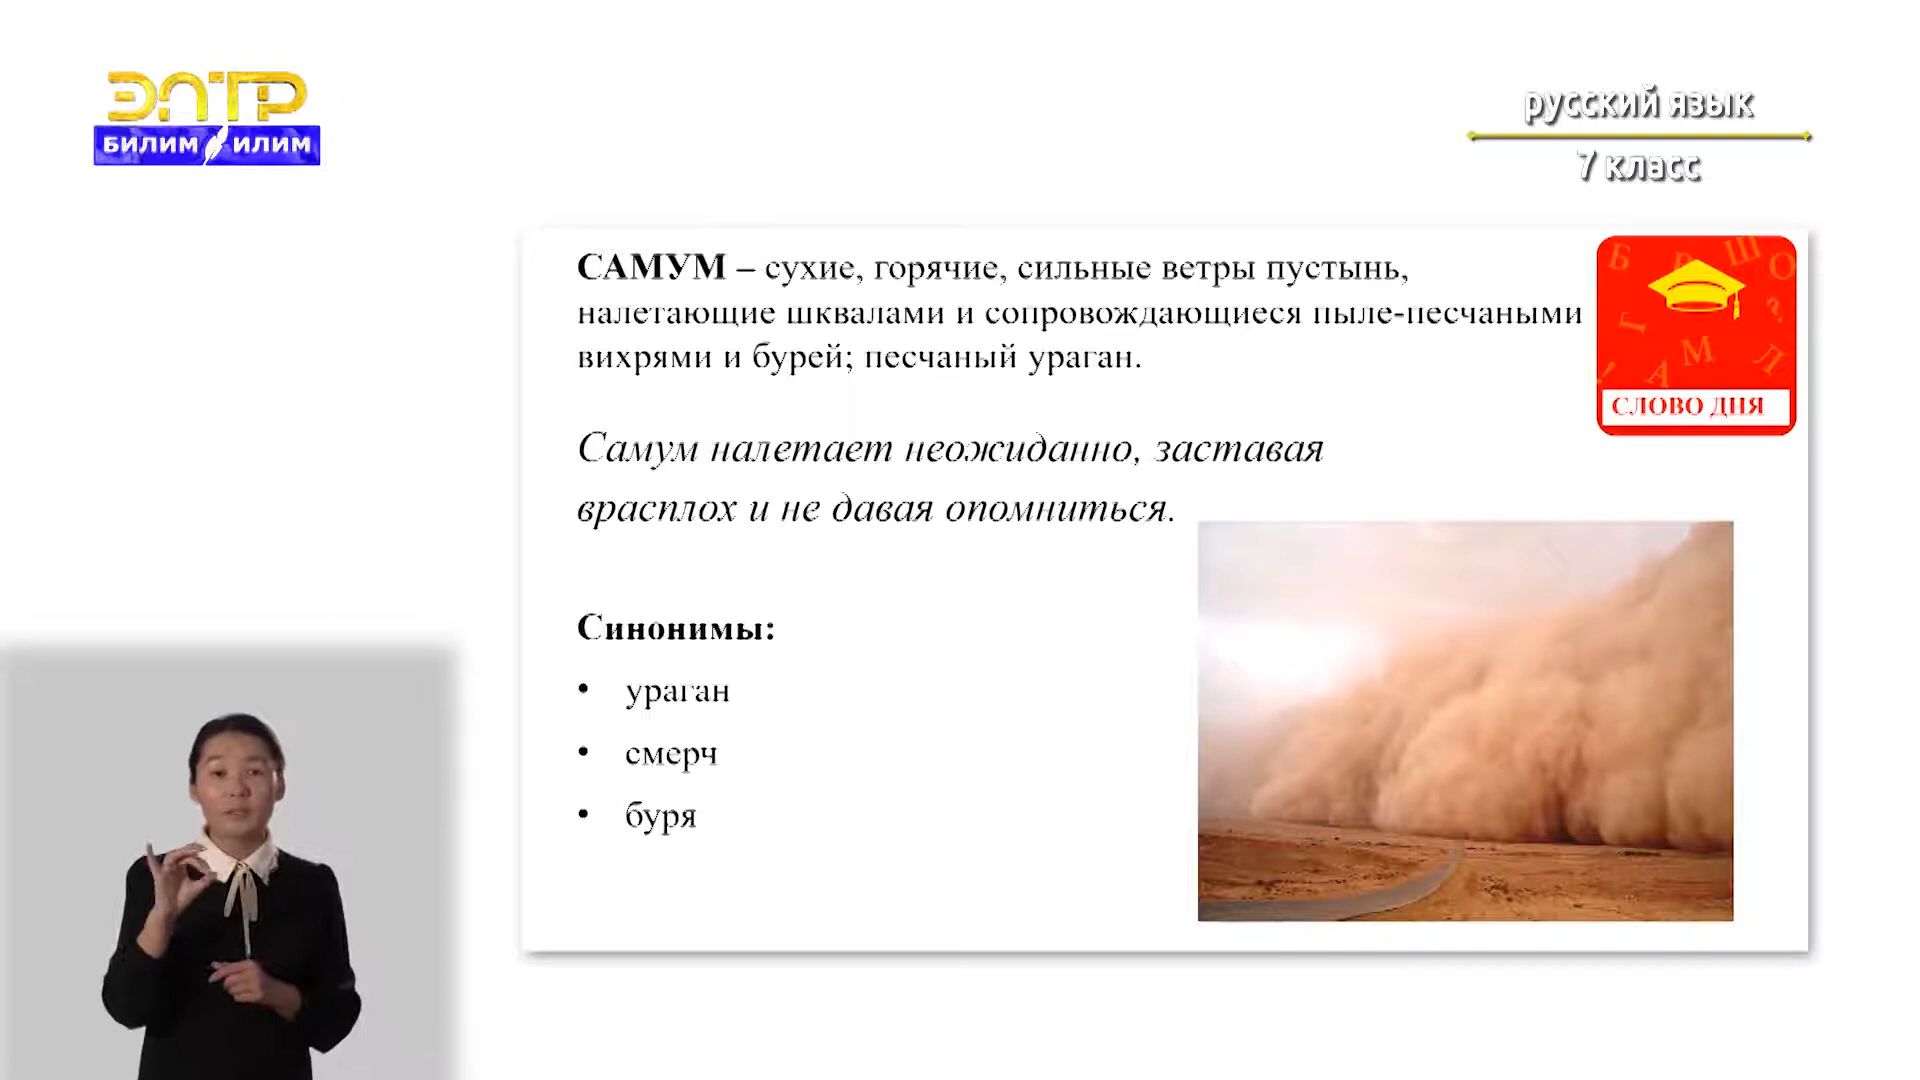 ЭЛТР
БИЛИМ ИЛИМ
русский язык
7 класс
САМУМ – сухие, горячие, сильные ветры пустынь,
налетающие шквалами и сопровождающиеся пыле-песчаными
вихрями и бурей; песчаный ураган.
СЛОВО ДНЯ
Самум налетает неожиданно, заставая
врасплох и не давая опомниться.
Синонимы:
• ураган
• смерч
• буря